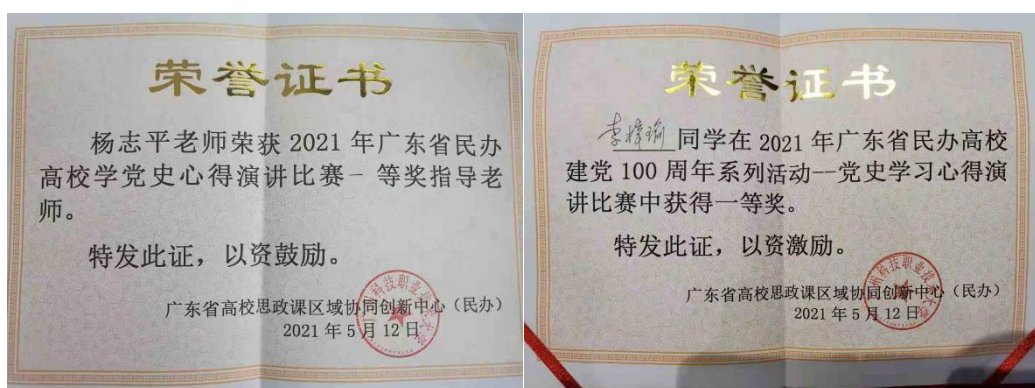 荣誉证书
杨志平老师荣获 2021 年广东省民办
高校学党史心得演讲比赛一等奖指导老
师。
特发此证，以资鼓励。
广东省高校思政课区域协同创新中心（民办）
2021 年 5 月 12 日
荣誉证书
李梓瑜 同学在 2021 年广东省民办高校
建党 100 周年系列活动--党史学习心得演
讲比赛中获得一等奖。
特发此证，以资激励。
广东省高校思政课区域协同创新中心（民办）
2021 年 5 月 12 日